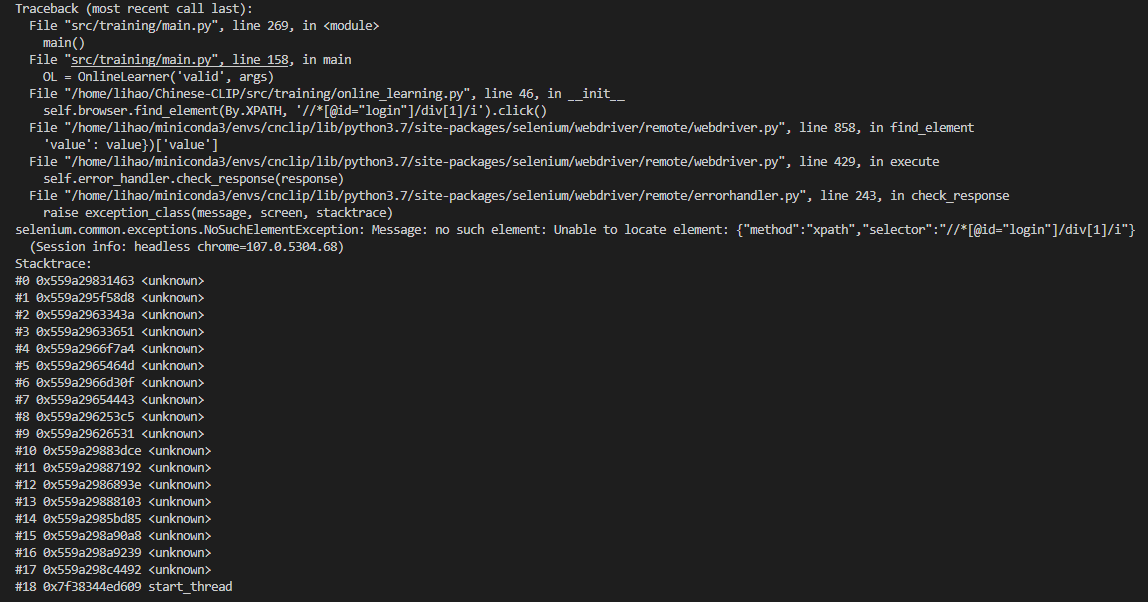 Traceback (most recent call last):
  File "src/training/main.py", line 269, in <module>
    main()
  File "src/training/main.py", line 158, in main
    OL = OnlineLearner('valid', args)
  File "/home/lihao/Chinese-CLIP/src/training/online_learning.py", line 46, in __init__
    self.browser.find_element(By.XPATH, '//*[@id="login"]/div[1]/i').click()
  File "/home/lihao/miniconda3/envs/cnclip/lib/python3.7/site-packages/selenium/webdriver/remote/webdriver.py", line 858, in find_element
    'value': value})['value']
  File "/home/lihao/miniconda3/envs/cnclip/lib/python3.7/site-packages/selenium/webdriver/remote/webdriver.py", line 429, in execute
    self.error_handler.check_response(response)
  File "/home/lihao/miniconda3/envs/cnclip/lib/python3.7/site-packages/selenium/webdriver/remote/errorhandler.py", line 243, in check_response
    raise exception_class(message, screen, stacktrace)
selenium.common.exceptions.NoSuchElementException: Message: no such element: Unable to locate element: {"method":"xpath","selector":"//*[@id="login"]/div[1]/i"}
  (Session info: headless chrome=107.0.5304.68)
Stacktrace:
#0 0x559a29831463 <unknown>
#1 0x559a295f58d8 <unknown>
#2 0x559a2963343a <unknown>
#3 0x559a29633651 <unknown>
#4 0x559a2966f7a4 <unknown>
#5 0x559a2965464d <unknown>
#6 0x559a2966d30f <unknown>
#7 0x559a29654443 <unknown>
#8 0x559a296253c5 <unknown>
#9 0x559a29626531 <unknown>
#10 0x559a29883dce <unknown>
#11 0x559a29887192 <unknown>
#12 0x559a2986893e <unknown>
#13 0x559a29888103 <unknown>
#14 0x559a2985bd85 <unknown>
#15 0x559a298a90a8 <unknown>
#16 0x559a298a9239 <unknown>
#17 0x559a298c4492 <unknown>
#18 0x7f38344ed609 start_thread